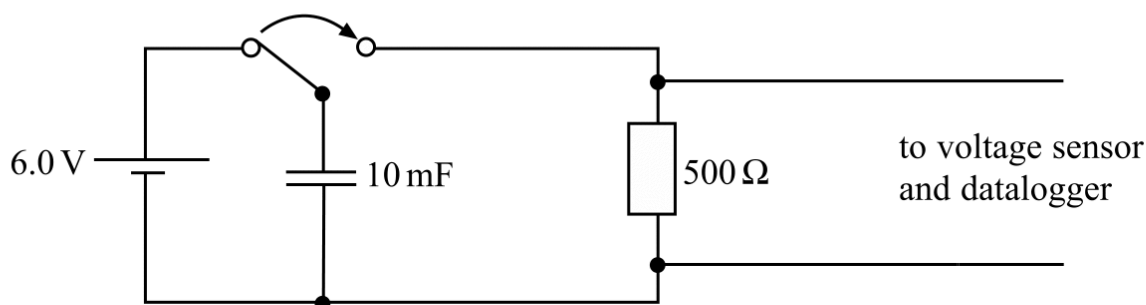 6.0 V
10 mF
500 Ω
to voltage sensor
and datalogger